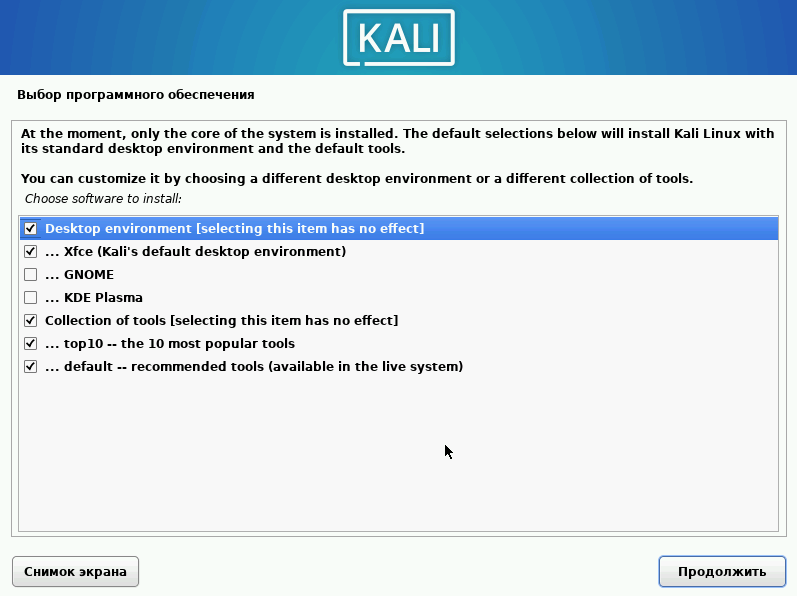 KALI
Выбор программного обеспечения
At the moment, only the core of the system is installed. The default selections below will install Kali Linux with
its standard desktop environment and the default tools.
You can customize it by choosing a different desktop environment or a different collection of tools.
Choose software to install:
Desktop environment [selecting this item has no effect]
... Xfce (Kali's default desktop environment)
... GNOME
... KDE Plasma
Collection of tools [selecting this item has no effect]
... top10 -- the 10 most popular tools
... default -- recommended tools (available in the live system)
Снимок экрана
Продолжить